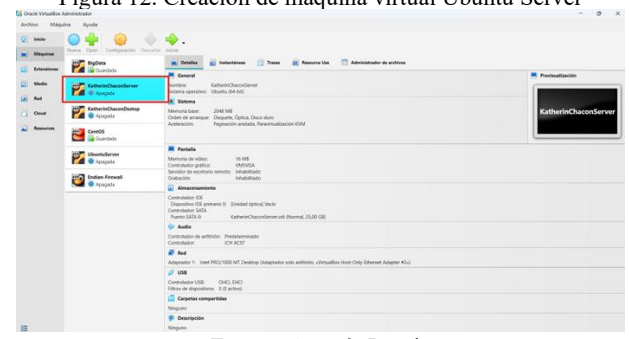 Figura 12. Creación de máquina virtual Ubuntu Server
Oracle VirtualBox Administrador
Archivo Máquina Ayuda
Inicio
Máquinas
Extensiones
Medio
Red
Cloud
Recursos
Nueva Configuración Descartar Iniciar
BigData
Guardada
KatherinChaconServer
Apagada
KatherinChaconDestop
Apagada
CentOS
Guardada
UbuntuServer
Apagada
Endian-Firewall
Apagada
Detalles Instantáneas Trazas Resource Use Administrador de archivos
General
Nombre: KatherinChaconServer
Sistema operativo: Ubuntu (64-bit)
Sistema
Memoria base: 2048 MB
Orden de arranque: Disquete, Óptica, Disco duro
Aceleración: Paginación anidada, Paravirtualización KVM
Previsualización
KatherinChaconServer
Pantalla
Memoria de vídeo: 16 MB
Controlador gráfico: VMSVGA
Servidor de escritorio remoto: Inhabilitado
Grabación: Inhabilitado
Almacenamiento
Controlador: IDE
Dispositivo IDE primario 0: [Unidad óptica] Vacío
Controlador: SATA
Puerto SATA 0: KatherinChaconServer.vdi (Normal, 25,00 GB)
Audio
Controlador de anfitrión: Predeterminado
Controlador: ICH AC97
Red
Adaptador 1: Intel PRO/1000 MT Desktop (Adaptador solo anfitrión, «VirtualBox Host-Only Ethernet Adapter #2»)
USB
Controlador USB: OHCI, EHCI
Filtros de dispositivos: 0 (0 activo)
Carpetas compartidas
Ninguno
Descripción
Ninguno